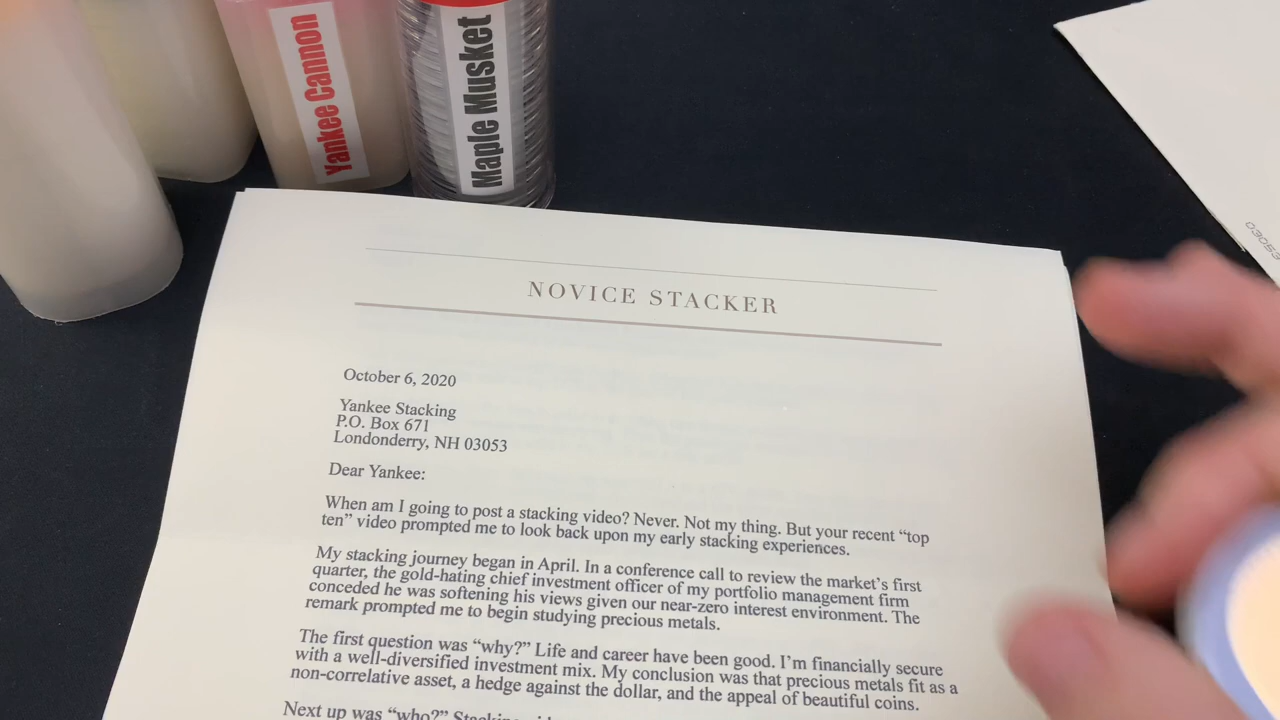 Yankee Cannon
Maple Musket
03053
NOVICE STACKER
October 6, 2020
Yankee Stacking
P.O. Box 671
Londonderry, NH 03053
Dear Yankee:
When am I going to post a stacking video? Never. Not my thing. But your recent “top
ten” video prompted me to look back upon my early stacking experiences.
My stacking journey began in April. In a conference call to review the market’s first
quarter, the gold-hating chief investment officer of my portfolio management firm
conceded he was softening his views given our near-zero interest environment. The
remark prompted me to begin studying precious metals.
The first question was “why?” Life and career have been good. I’m financially secure
with a well-diversified investment mix. My conclusion was that precious metals fit as a
non-correlative asset, a hedge against the dollar, and the appeal of beautiful coins.
Next up was “who?”